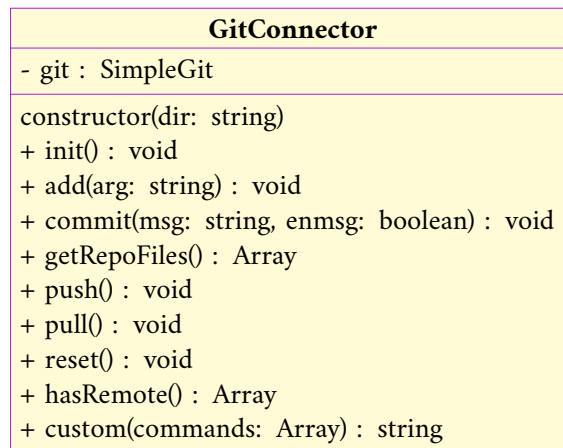 GitConnector
- git : SimpleGit
constructor(dir: string)
+ init() : void
+ add(arg: string) : void
+ commit(msg: string, enmsg: boolean) : void
+ getRepoFiles() : Array
+ push() : void
+ pull() : void
+ reset() : void
+ hasRemote() : Array
+ custom(commands: Array) : string